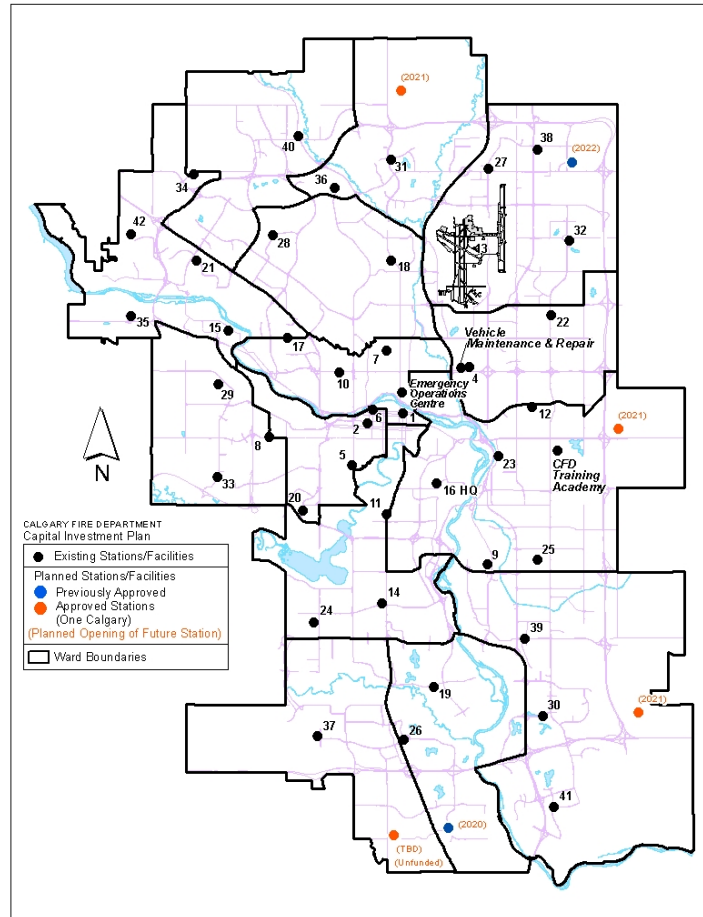 (2021)
38
40
(2022)
31
27
34
36
42
28
32
13
21
18
35
22
15
17
Vehicle
Maintenance & Repair
7
4
10
29
Emergency
Operations
Centre
6
1
12
(2021)
2
8
N
5
23
CFD
Training
Academy
33
16 HQ
20
11
CALGARY FIRE DEPARTMENT
Capital Investment Plan
Existing Stations/Facilities
Planned Stations/Facilities
Previously Approved
Approved Stations
(One Calgary)
(Planned Opening of Future Station)
Ward Boundaries
9
25
14
24
39
19
(2021)
30
37
26
41
(2020)
(TBD)
(Unfunded)